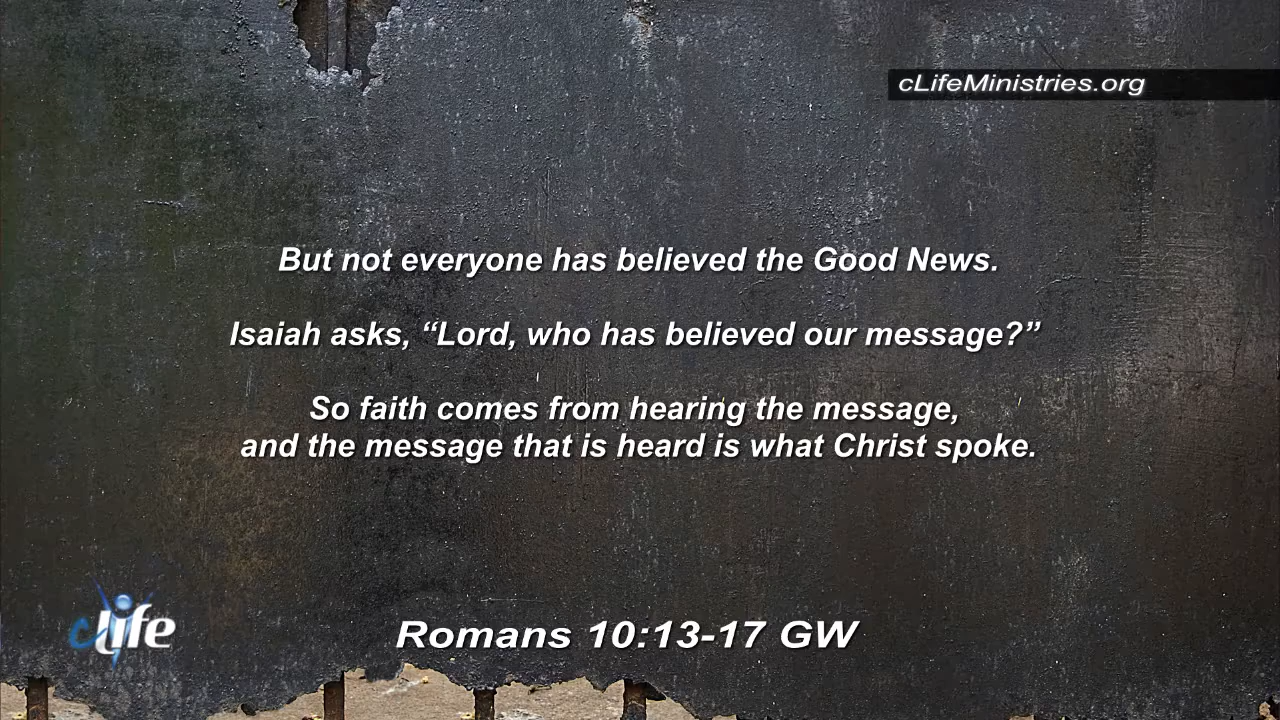 cLifeMinistries.org
But not everyone has believed the Good News.
Isaiah asks, “Lord, who has believed our message?”
So faith comes from hearing the message,
and the message that is heard is what Christ spoke.
cLife
Romans 10:13-17 GW